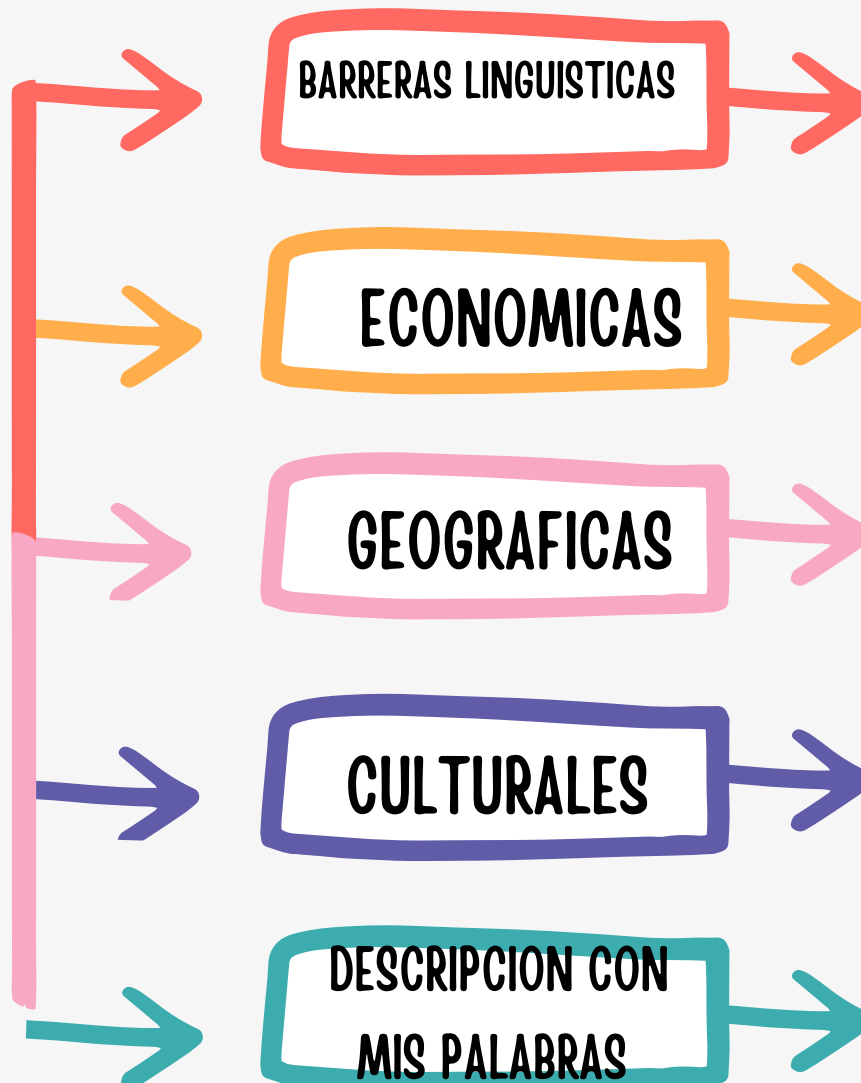 BARRERAS LINGUISTICAS
ECONOMICAS
GEOGRAFICAS
CULTURALES
DESCRIPCION CON
MIS PALABRAS